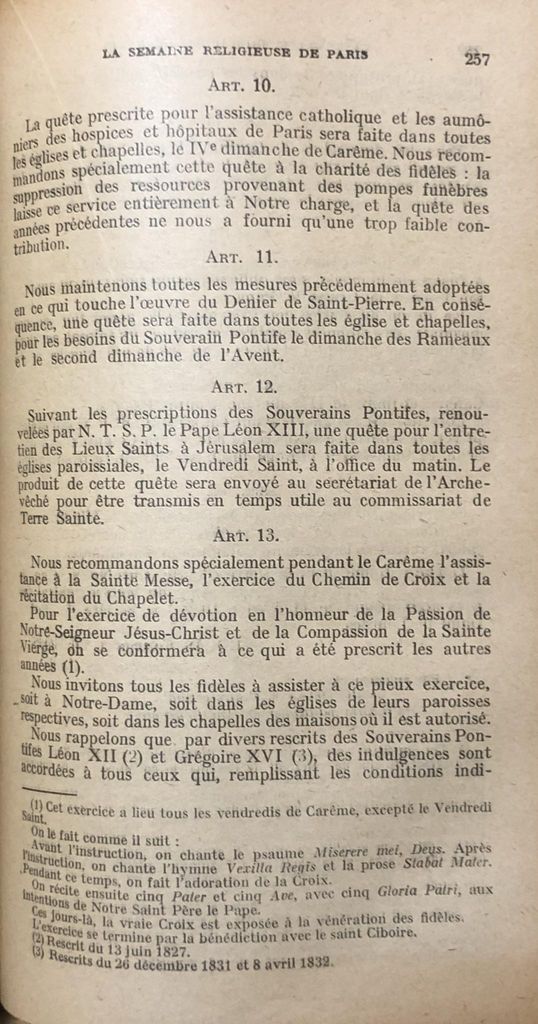 LA SEMAINE RELIGIEUSE DE PARIS 257
ART. 10.
La quête prescrite pour l'assistance catholique et les aumô-
niers des hospices et hôpitaux de Paris sera faite dans toutes
les églises et chapelles, le IVe dimanche de Carême. Nous recom-
mandons spécialement cette quête à la charité des fidèles : la
suppression des ressources provenant des pompes funèbres
laisse ce service entièrement à Notre charge, et la quête des
années précédentes ne nous a fourni qu'une trop faible con-
tribution.
ART. 11.
Nous maintenons toutes les mesures précédemment adoptées
en ce qui touche l'œuvre du Denier de Saint-Pierre. En consé-
quence, une quête sera faite dans toutes les église et chapelles,
pour les besoins du Souverain Pontife le dimanche des Rameaux
et le second dimanche de l'Avent.
ART. 12.
Suivant les prescriptions des Souverains Pontifes, renou-
velées par N. T. S. P. le Pape Léon XIII, une quête pour l'entre-
tien des Lieux Saints à Jérusalem sera faite dans toutes les
églises paroissiales, le Vendredi Saint, à l'office du matin. Le
produit de cette quête sera envoyé au secrétariat de l'Arche-
vêché pour être transmis en temps utile au commissariat de
Terre Sainte.
ART. 13.
Nous recommandons spécialement pendant le Carême l'assis-
tance à la Sainte Messe, l'exercice du Chemin de Croix et la
récitation du Chapelet.
Pour l'exercice de dévotion en l'honneur de la Passion de
Notre-Seigneur Jésus-Christ et de la Compassion de la Sainte
Vierge, on se conformera à ce qui a été prescrit les autres
années (1).
Nous invitons tous les fidèles à assister à ce pieux exercice,
soit à Notre-Dame, soit dans les églises de leurs paroisses
respectives, soit dans les chapelles des maisons où il est autorisé.
Nous rappelons que par divers rescrits des Souverains Pon-
tifes Léon XII (2) et Grégoire XVI (3), des indulgences sont
accordées à tous ceux qui, remplissant les conditions indi-
(1) Cet exercice a lieu tous les vendredis de Carême, excepté le Vendredi
Saint.
On le fait comme il suit :
Avant l'instruction, on chante le psaume Miserere mei, Deus. Après
l'instruction, on chante l'hymne Vexilla Regis et la prose Stabat Mater.
Pendant ce temps, on fait l'adoration de la Croix.
On récite ensuite cinq Pater et cinq Ave, avec cinq Gloria Patri, aux
intentions de Notre Saint Père le Pape.
Ces jours-là, la vraie Croix est exposée à la vénération des fidèles.
L'exercice se termine par la bénédiction avec le saint Ciboire.
(2) Rescrit du 13 juin 1827.
(3) Rescrits du 26 décembre 1831 et 8 avril 1832.